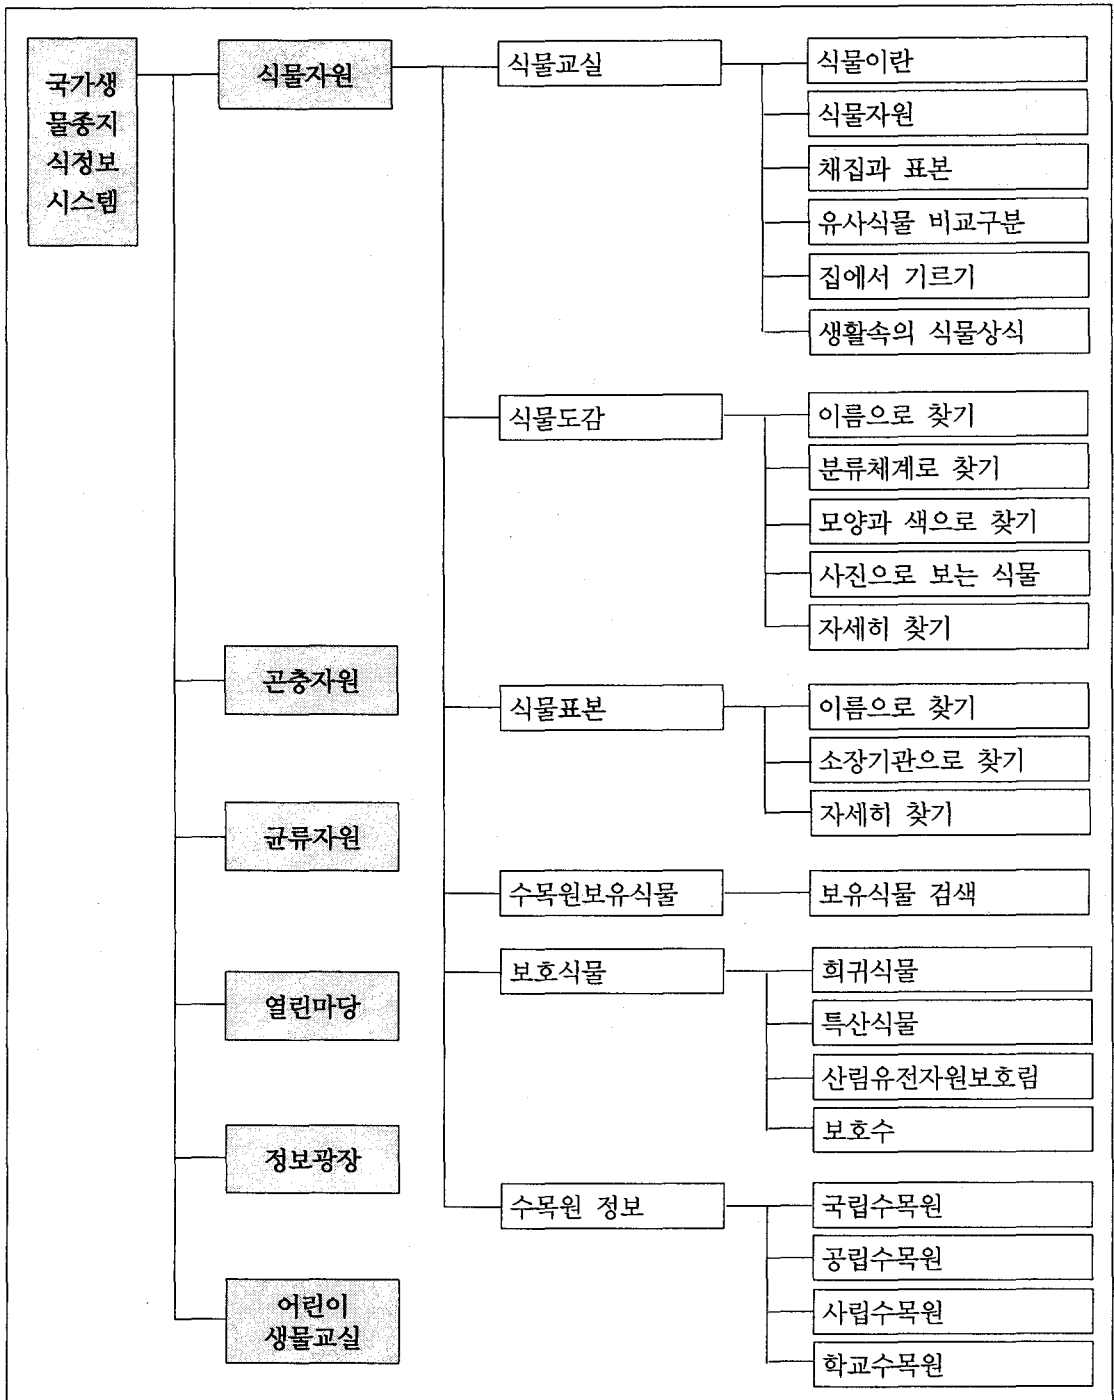 국가생
물종지
식정보
시스템
식물자원
식물교실
식물이란
식물자원
채집과 표본
유사식물 비교구분
집에서 기르기
생활속의 식물상식
식물도감
이름으로 찾기
분류체계로 찾기
모양과 색으로 찾기
사진으로 보는 식물
자세히 찾기
식물표본
이름으로 찾기
소장기관으로 찾기
자세히 찾기
수목원보유식물
보유식물 검색
보호식물
희귀식물
특산식물
산림유전자원보호림
보호수
수목원 정보
국립수목원
공립수목원
사립수목원
학교수목원
곤충자원
균류자원
열린마당
정보광장
어린이
생물교실